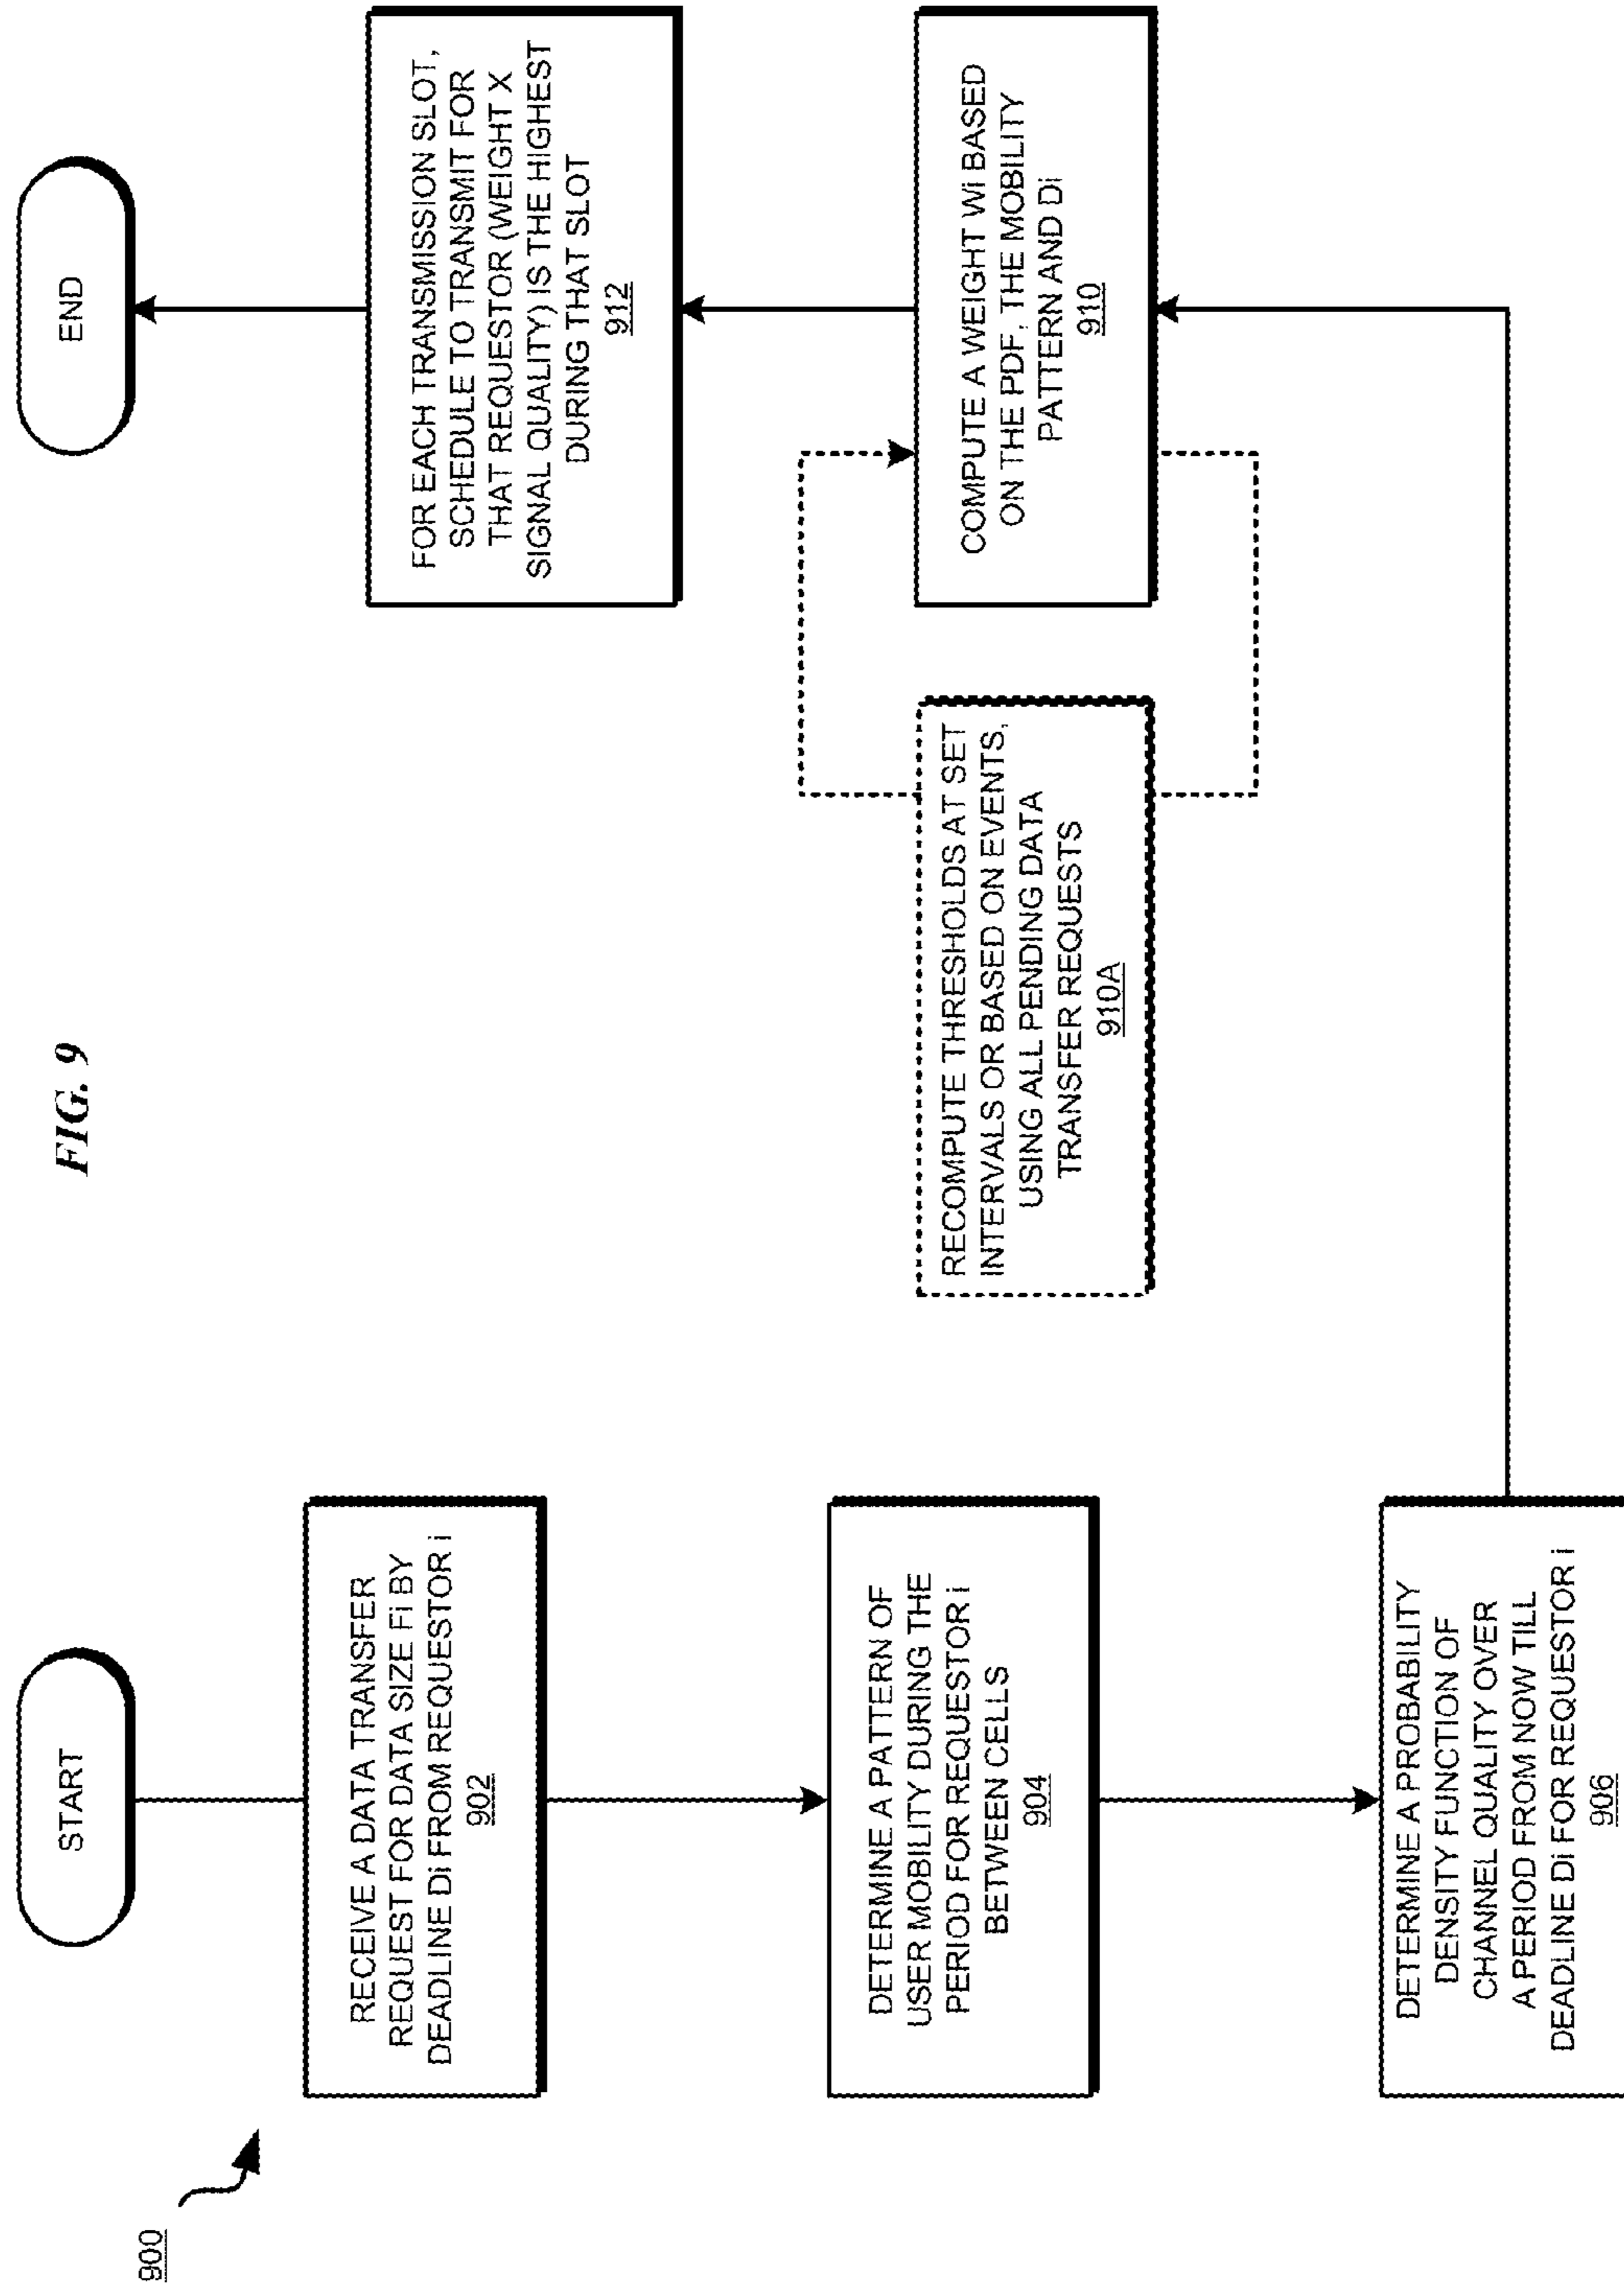 FIG. 9
900
START
RECEIVE A DATA TRANSFER
REQUEST FOR DATA SIZE Fi BY
DEADLINE Di FROM REQUESTOR i
902
DETERMINE A PATTERN OF
USER MOBILITY DURING THE
PERIOD FOR REQUESTOR i
BETWEEN CELLS
904
DETERMINE A PROBABILITY
DENSITY FUNCTION OF
CHANNEL QUALITY OVER
A PERIOD FROM NOW TILL
DEADLINE Di FOR REQUESTOR i
906
RECOMPUTE THRESHOLDS AT SET
INTERVALS OR BASED ON EVENTS,
USING ALL PENDING DATA
TRANSFER REQUESTS
910A
COMPUTE A WEIGHT Wi BASED
ON THE PDF, THE MOBILITY
PATTERN AND Di
910
FOR EACH TRANSMISSION SLOT,
SCHEDULE TO TRANSMIT FOR
THAT REQUESTOR (WEIGHT X
SIGNAL QUALITY) IS THE HIGHEST
DURING THAT SLOT
912
END